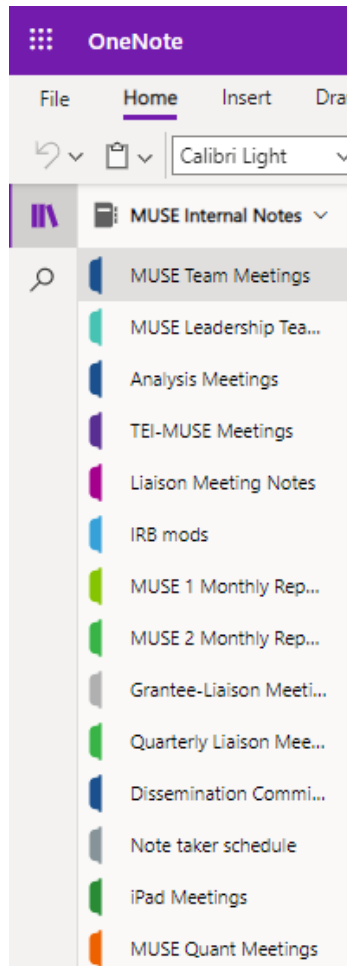 OneNote
File Home Insert Dra
Calibri Light
MUSE Internal Notes
MUSE Team Meetings
MUSE Leadership Tea...
Analysis Meetings
TEI-MUSE Meetings
Liaison Meeting Notes
IRB mods
MUSE 1 Monthly Rep...
MUSE 2 Monthly Rep...
Grantee-Liaison Meeti...
Quarterly Liaison Mee...
Dissemination Commi...
Note taker schedule
iPad Meetings
MUSE Quant Meetings